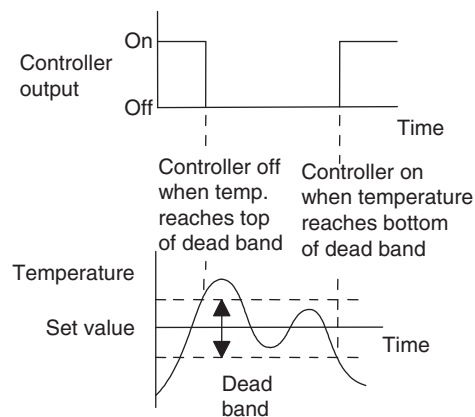 On
Controller
output
Off
Time
Controller off
when temp.
reaches top
of dead band
Controller on
when temperature
reaches bottom
of dead band
Temperature
Set value
Time
Dead
band